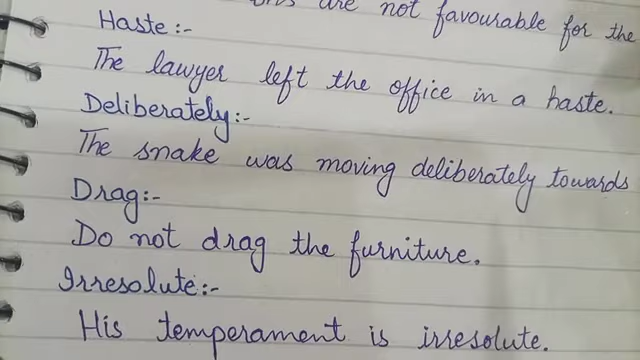 are not favourable for the
Haste:-
The lawyer left the office in a haste.
Deliberately:-
The snake was moving deliberately towards
Drag:-
Do not drag the furniture.
Irresolute:-
His temperament is irresolute.